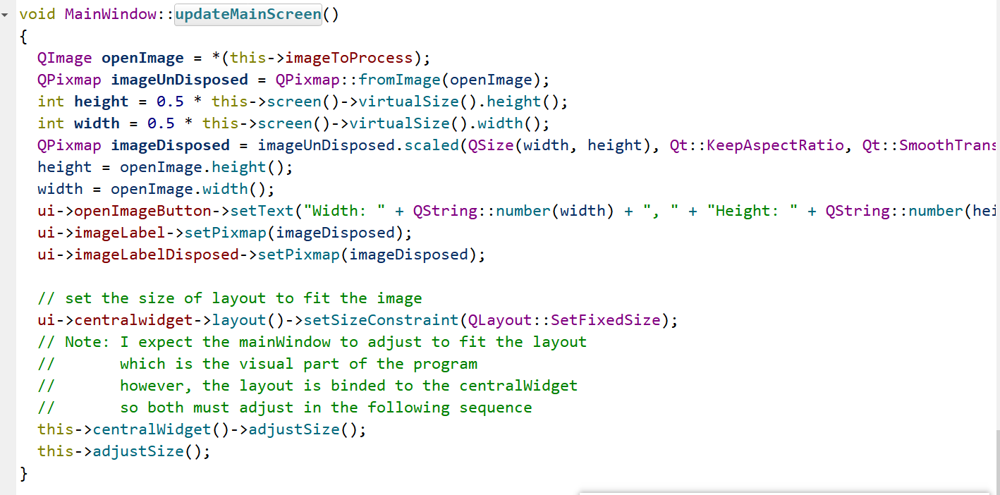 void MainWindow::updateMainScreen()
{
  QImage openImage = *(this->imageToProcess);
  QPixmap imageUnDisposed = QPixmap::fromImage(openImage);
  int height = 0.5 * this->screen()->virtualSize().height();
  int width = 0.5 * this->screen()->virtualSize().width();
  QPixmap imageDisposed = imageUnDisposed.scaled(QSize(width, height), Qt::KeepAspectRatio, Qt::SmoothTrans
  height = openImage.height();
  width = openImage.width();
  ui->openImageButton->setText("Width: " + QString::number(width) + ", " + "Height: " + QString::number(hei
  ui->imageLabel->setPixmap(imageDisposed);
  ui->imageLabelDisposed->setPixmap(imageDisposed);
  // set the size of layout to fit the image
  ui->centralwidget->layout()->setSizeConstraint(QLayout::SetFixedSize);
  // Note: I expect the mainWindow to adjust to fit the layout
  //       which is the visual part of the program
  //       however, the layout is binded to the centralWidget
  //       so both must adjust in the following sequence
  this->centralWidget()->adjustSize();
  this->adjustSize();
}